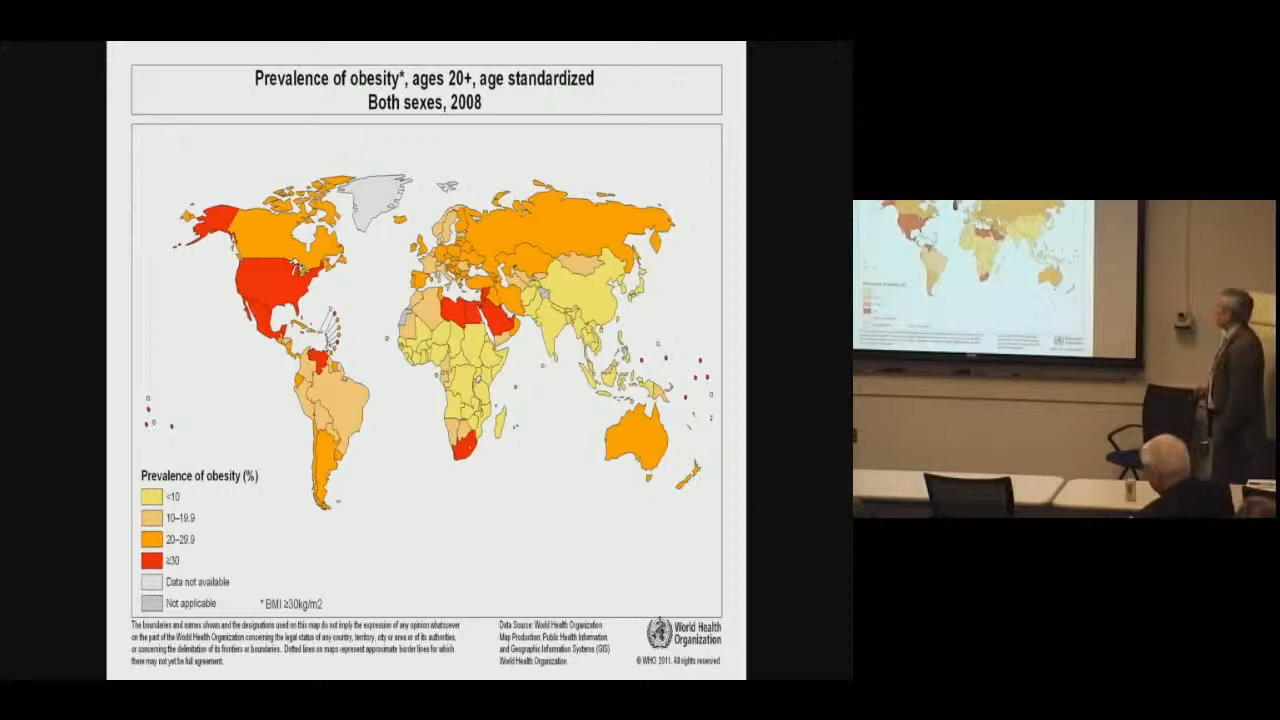 Prevalence of obesity*, ages 20+, age standardized
Both sexes, 2008
Prevalence of obesity (%)
<10
10–19.9
20–29.9
≥30
Data not available
Not applicable
* BMI ≥30kg/m2
The boundaries and names shown and the designations used on this map do not imply the expression of any opinion whatsoever
on the part of the World Health Organization concerning the legal status of any country, territory, city or area or of its authorities,
or concerning the delimitation of its frontiers or boundaries. Dotted lines on maps represent approximate border lines for which
there may not yet be full agreement.
Data Source: World Health Organization
Map Production: Public Health Information
and Geographic Information Systems (GIS)
World Health Organization
World Health
Organization
© WHO 2011. All rights reserved